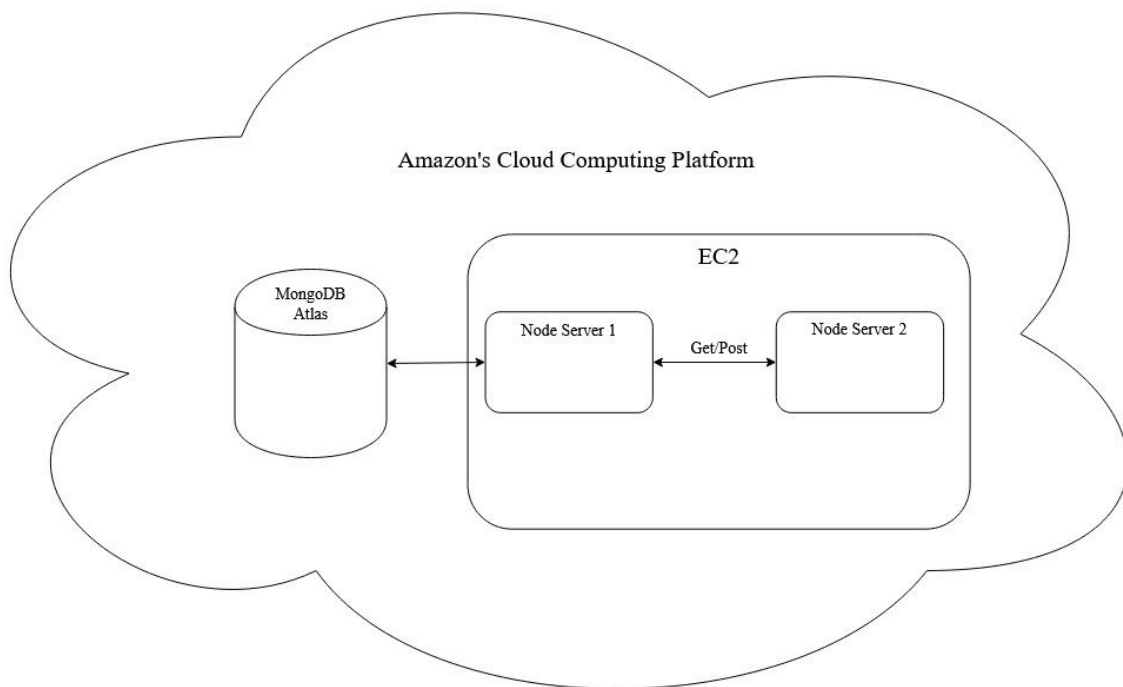 Amazon's Cloud Computing Platform
EC2
MongoDB
Atlas
Node Server 1
Get/Post
Node Server 2